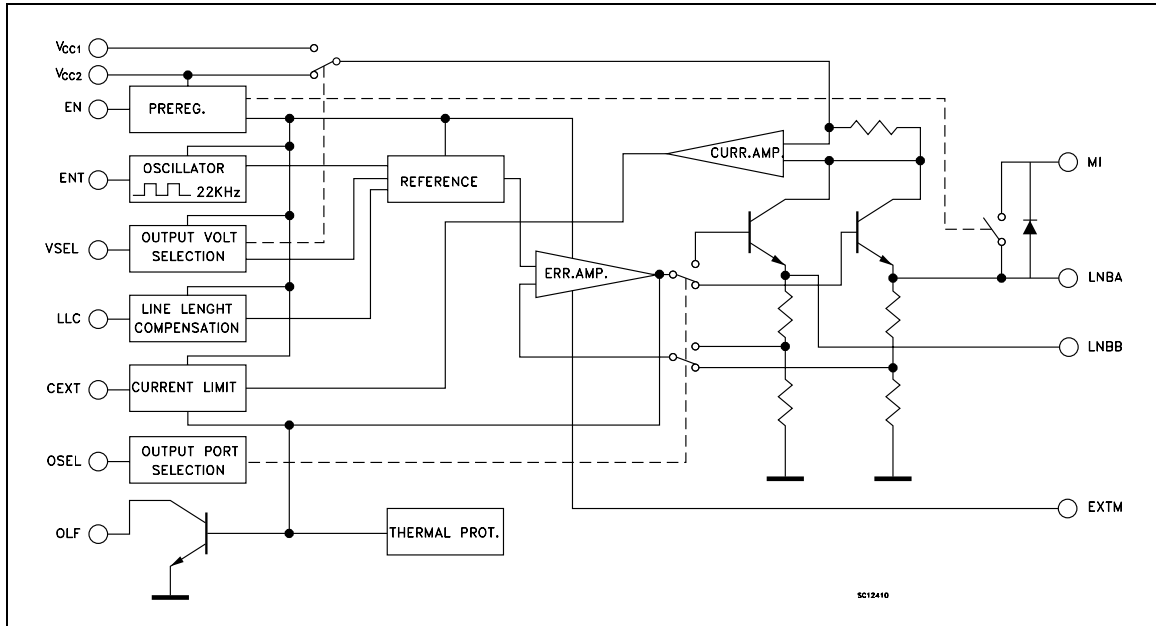 VCC1
VCC2
EN
PREREG.
ENT
OSCILLATOR
22KHz
VSEL
OUTPUT VOLT
SELECTION
LLC
LINE LENGHT
COMPENSATION
CEXT
CURRENT LIMIT
OSEL
OUTPUT PORT
SELECTION
OLF
THERMAL PROT.
REFERENCE
ERR.AMP.
CURR.AMP.
MI
LNBA
LNBB
EXTM
SC12410